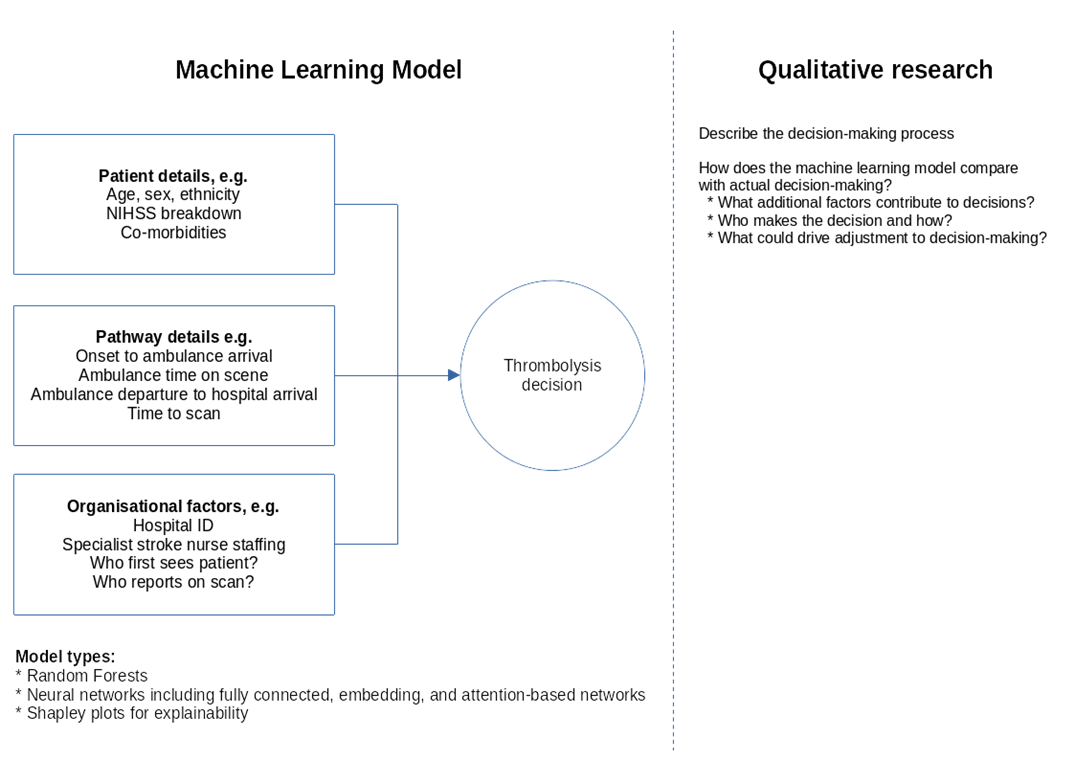 Machine Learning Model
Patient details, e.g.
Age, sex, ethnicity
NIHSS breakdown
Co-morbidities
Pathway details e.g.
Onset to ambulance arrival
Ambulance time on scene
Ambulance departure to hospital arrival
Time to scan
Organisational factors, e.g.
Hospital ID
Specialist stroke nurse staffing
Who first sees patient?
Who reports on scan?
Thrombolysis
decision
Model types:
* Random Forests
* Neural networks including fully connected, embedding, and attention-based networks
* Shapley plots for explainability
Qualitative research
Describe the decision-making process
How does the machine learning model compare
with actual decision-making?
* What additional factors contribute to decisions?
* Who makes the decision and how?
* What could drive adjustment to decision-making?